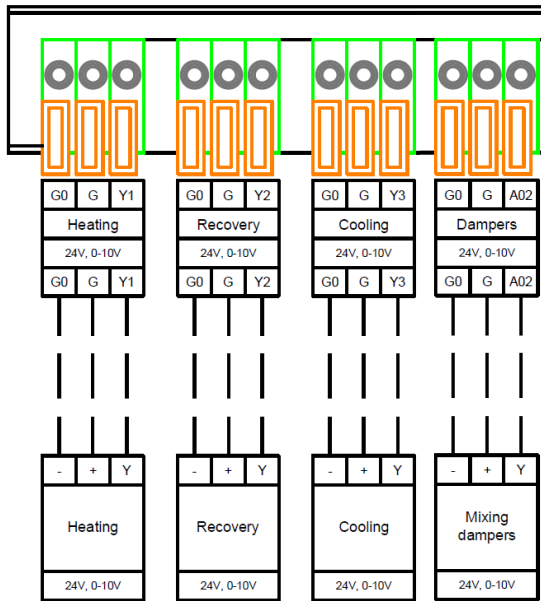 G0 G Y1 G0 G Y2 G0 G Y3 G0 G A02
Heating Recovery Cooling Dampers
24V, 0-10V 24V, 0-10V 24V, 0-10V 24V, 0-10V
G0 G Y1 G0 G Y2 G0 G Y3 G0 G A02
- + Y - + Y - + Y - + Y
Heating Recovery Cooling Mixing
dampers
24V, 0-10V 24V, 0-10V 24V, 0-10V 24V, 0-10V